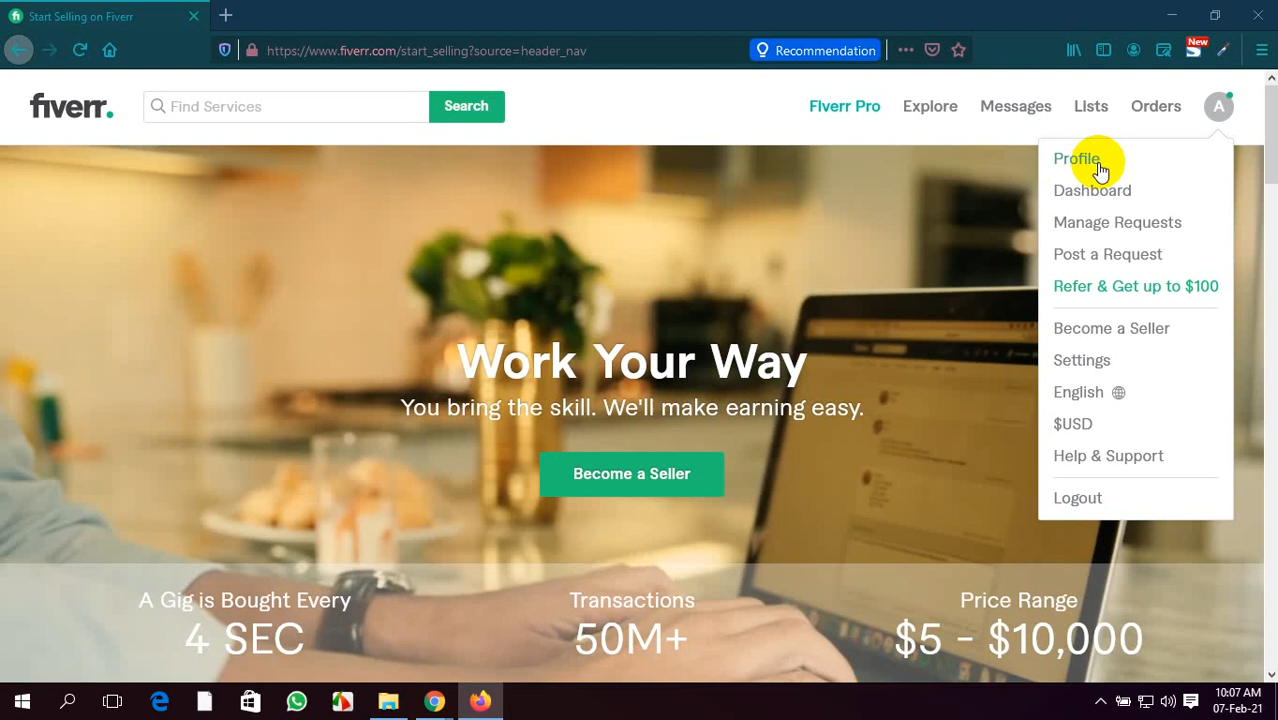 Start Selling on Fiverr
https://www.fiverr.com/start_selling?source=header_nav
Recommendation
New
fiverr.
Find Services
Search
Fiverr Pro
Explore
Messages
Lists
Orders
A
Profile
Dashboard
Manage Requests
Post a Request
Refer & Get up to $100
Become a Seller
Settings
English
$USD
Help & Support
Logout
Work Your Way
You bring the skill. We'll make earning easy.
Become a Seller
A Gig is Bought Every
4 SEC
Transactions
50M+
Price Range
$5 - $10,000
10:07 AM
07-Feb-21